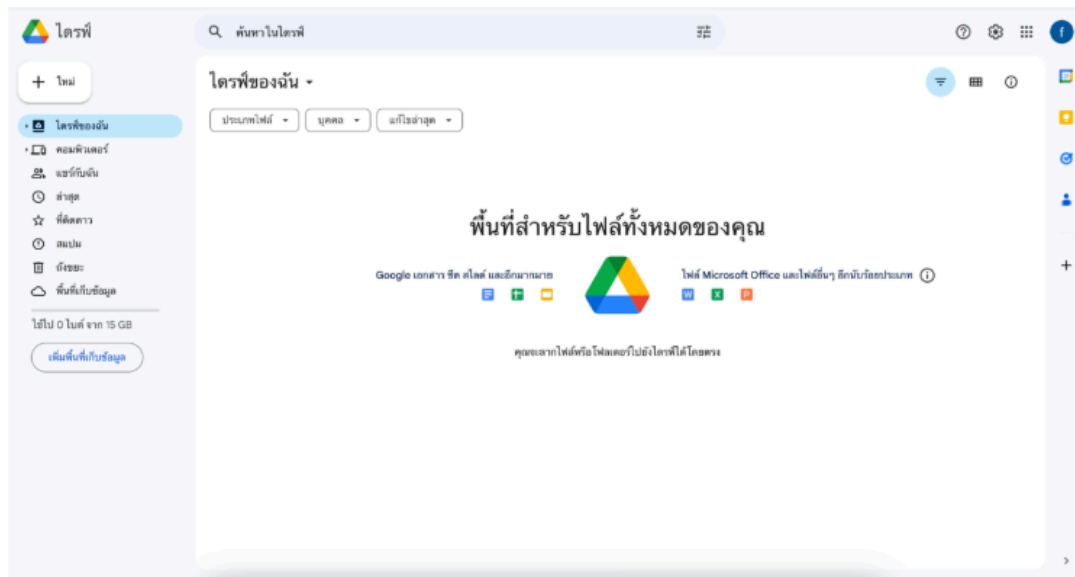 ไดรฟ์
ค้นหาในไดรฟ์
f
ใหม่
ไดรฟ์ของฉัน
ไดรฟ์ของฉัน
คอมพิวเตอร์
แชร์กับฉัน
ล่าสุด
ที่ติดดาว
สแปม
ถังขยะ
พื้นที่เก็บข้อมูล
ใช้ไป 0 ไบต์ จาก 15 GB
เพิ่มพื้นที่เก็บข้อมูล
ประเภทไฟล์ บุคคล แก้ไขล่าสุด
พื้นที่สำหรับไฟล์ทั้งหมดของคุณ
Google เอกสาร ชีต สไลด์ และอีกมากมาย
ไฟล์ Microsoft Office และไฟล์อื่นๆ อีกนับร้อยประเภท
W X P
คุณจะลากไฟล์หรือโฟลเดอร์ไปยังไดรฟ์ได้โดยตรง